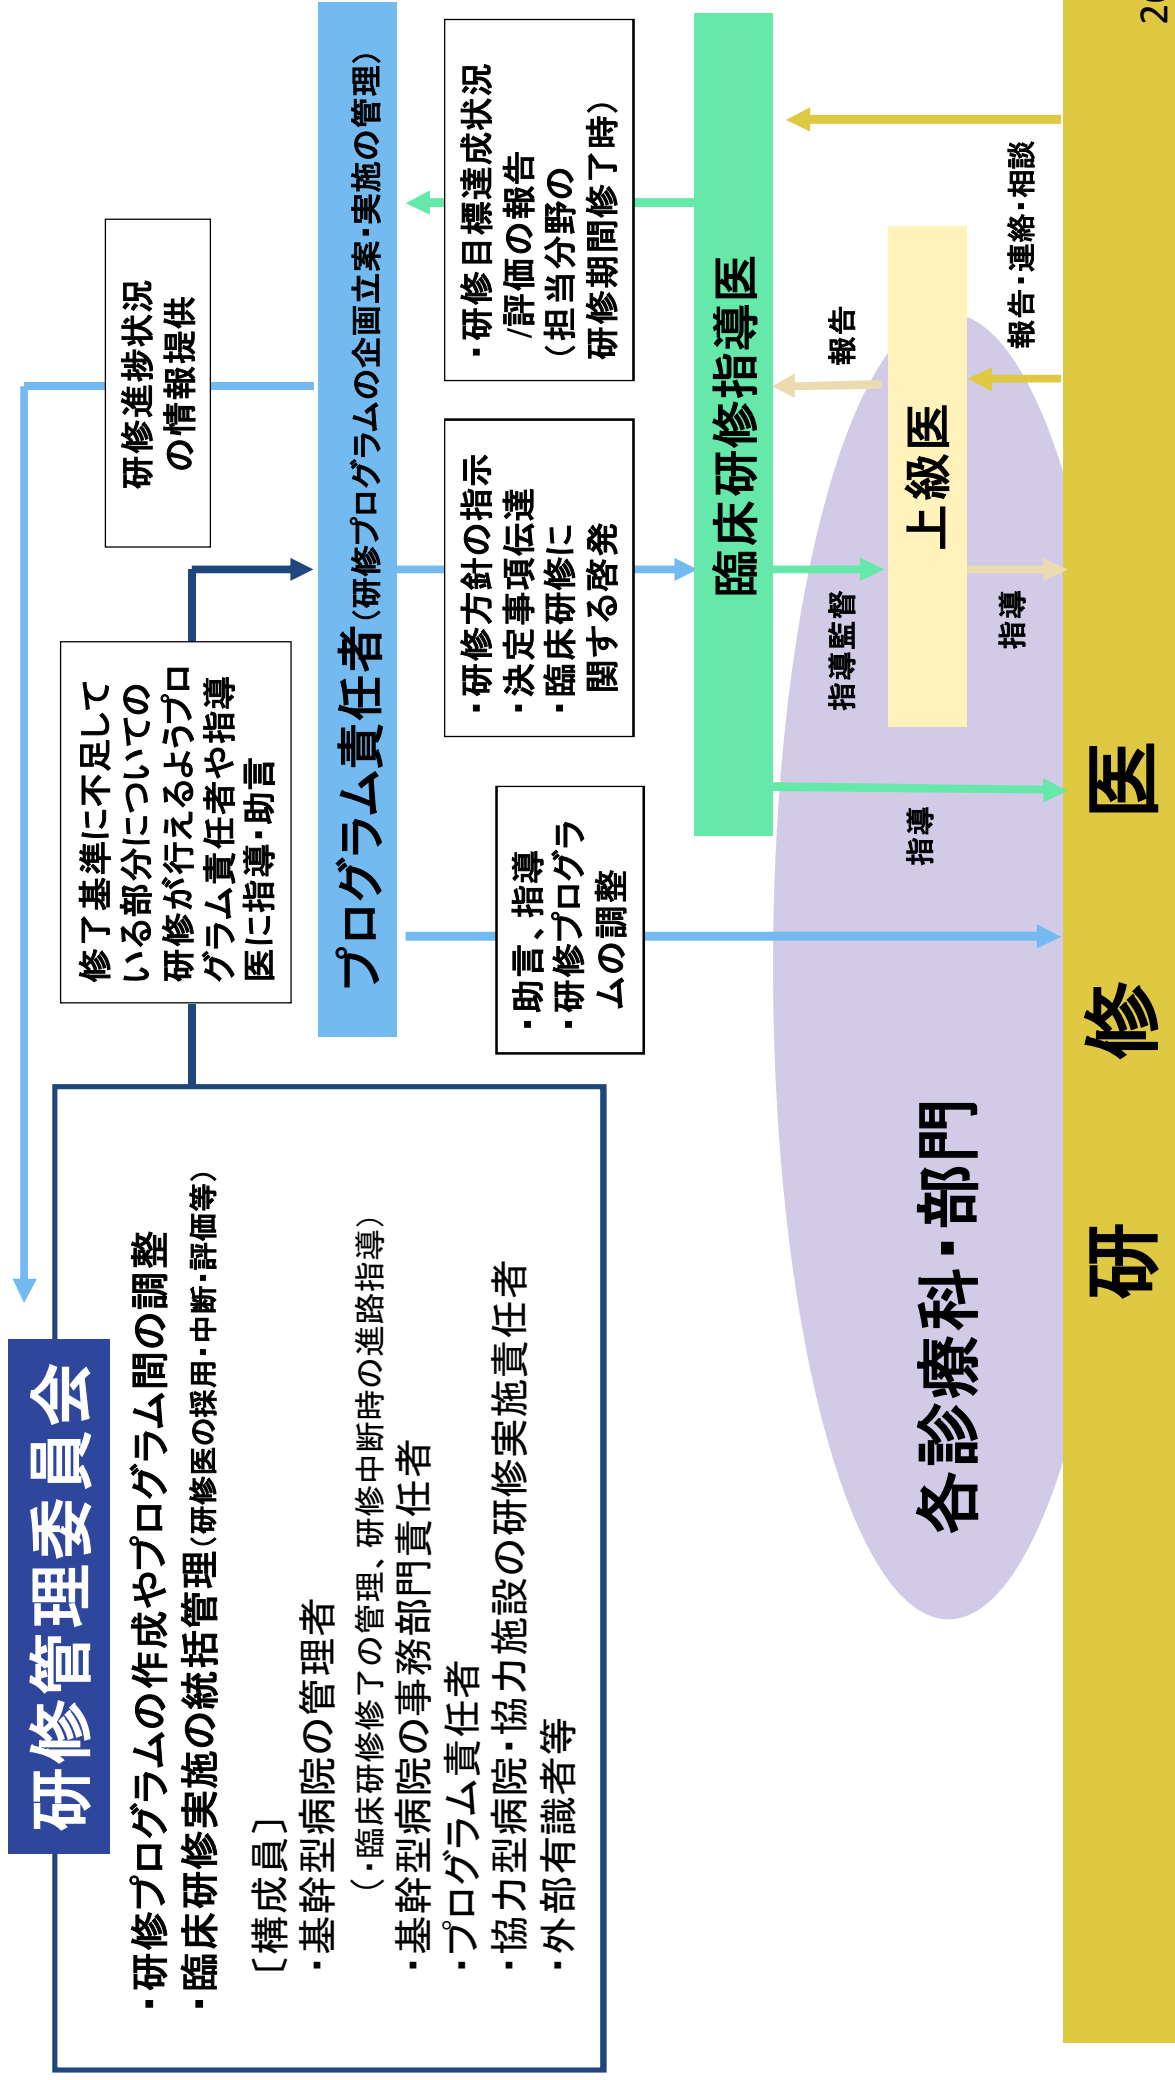 研修管理委員会
・研修プログラムの作成やプログラム間の調整
・臨床研修実施の統括管理(研修医の採用・中断・評価等)
〔構成員〕
・基幹型病院の管理者
(・臨床研修修了の管理、研修中断時の進路指導)
・基幹型病院の事務部門責任者
・プログラム責任者
・協力型病院・協力施設の研修実施責任者
・外部有識者等
修了基準に不足して
いる部分についての
研修が行えるようプロ
グラム責任者や指導
医に指導・助言
研修進捗状況
の情報提供
プログラム責任者(研修プログラムの企画立案・実施の管理)
・助言、指導
・研修プログラ
ムの調整
・研修方針の指示
・決定事項伝達
・臨床研修に
関する啓発
・研修目標達成状況
/評価の報告
(担当分野の
研修期間修了時)
臨床研修指導医
指導監督
報告
上級医
指導
指導
報告・連絡・相談
各診療科・部門
研 修 医